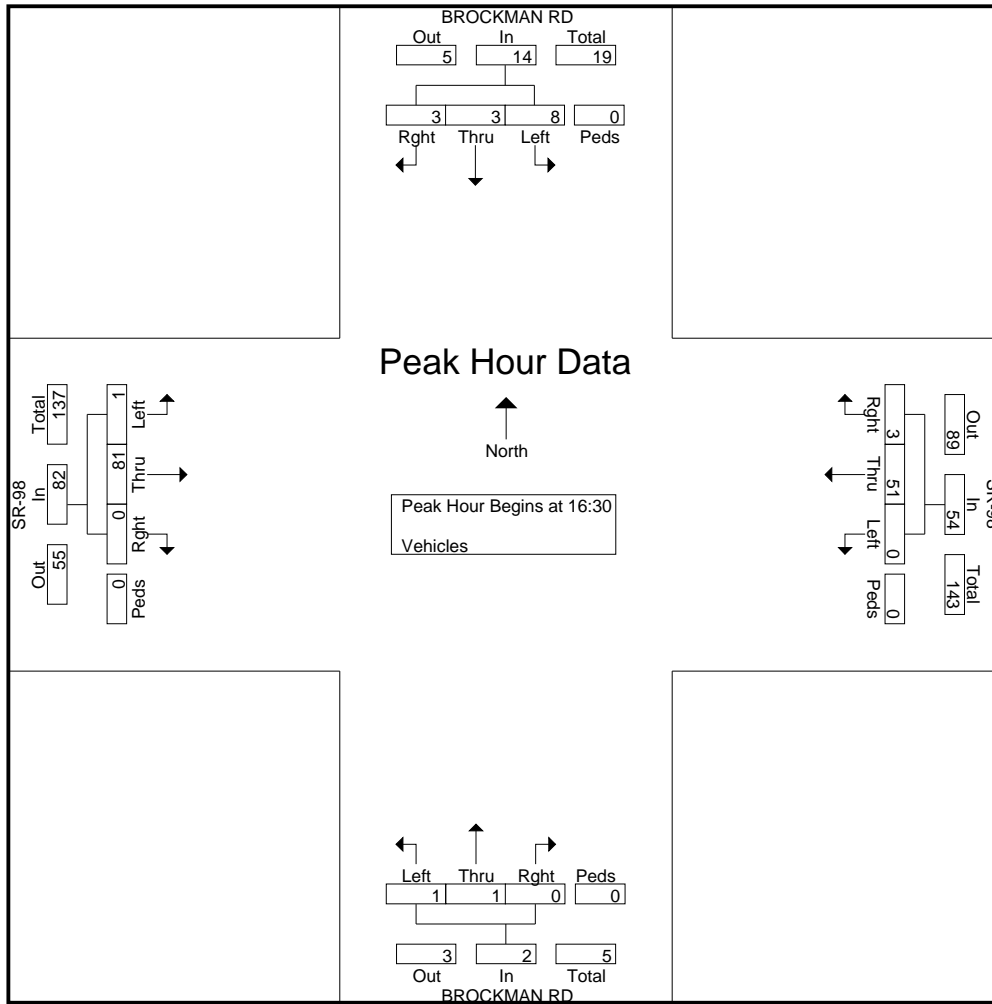 BROCKMAN RD
Out In Total
5 14 19
3 3 8 0
Rght Thru Left Peds
Peak Hour Data
North
Peak Hour Begins at 16:30
Vehicles
SR-98
Total In Out
137 82 55
1 81 0 0
Left Thru Rght Peds
Out In Total
89 54 143
3 51 0 0
Rght Thru Left Peds
SR-98
Left Thru Rght Peds
1 1 0 0
3 2 5
Out In Total
BROCKMAN RD